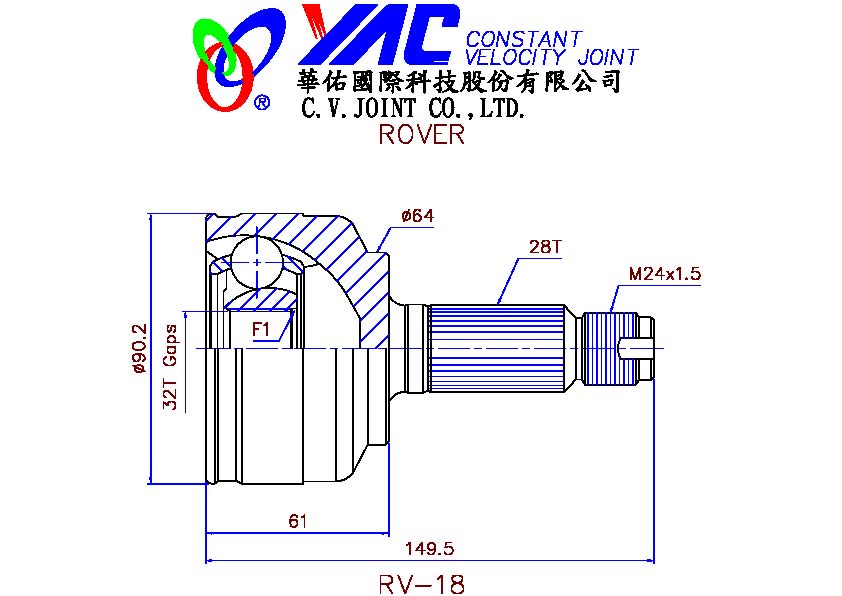 YAC CONSTANT
VELOCITY JOINT
®
華佑國際科技股份有限公司
C.V.JOINT CO.,LTD.
ROVER
ø64
28T
M24x1.5
F1
ø90.2
32T Gaps
61
149.5
RV-18